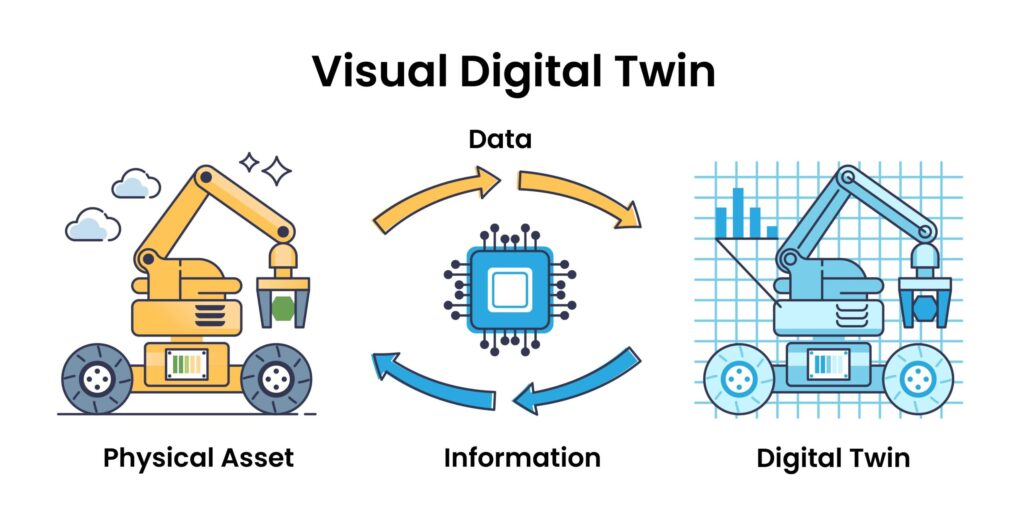 Visual Digital Twin
Data
Physical Asset
Information
Digital Twin